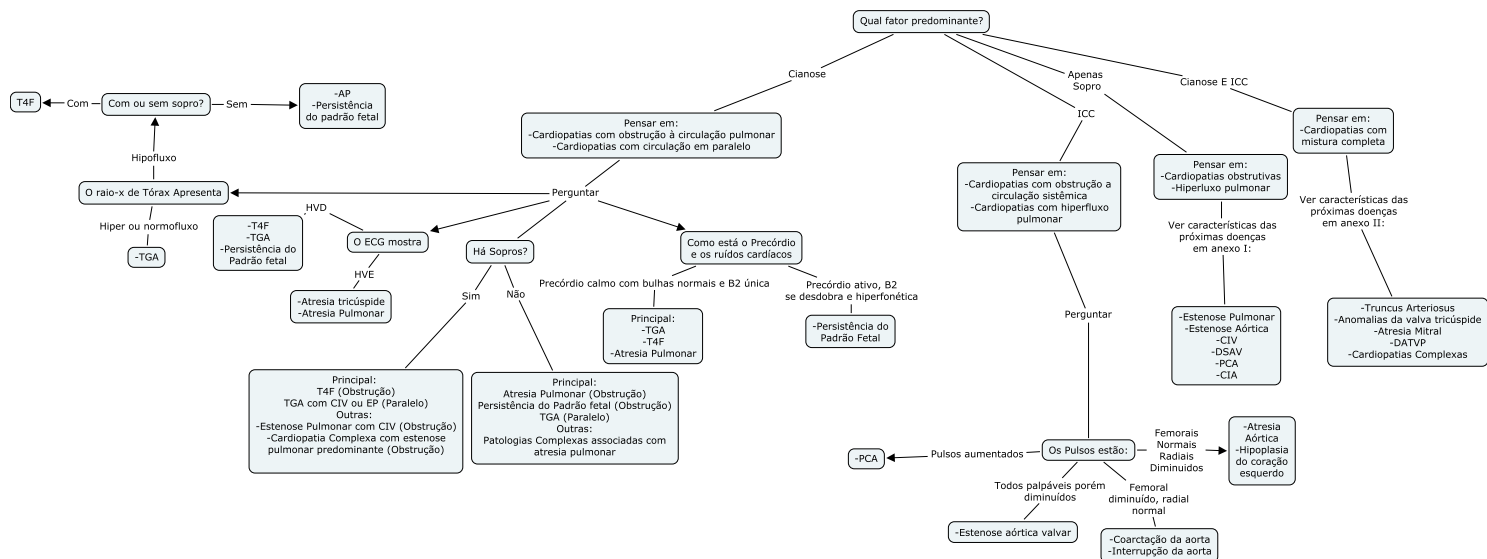 Qual fator predominante?
Cianose
Apenas
Sopro
Cianose E ICC
ICC
T4F
Com
Com ou sem sopro?
Sem
-AP
-Persistência
do padrão fetal
Pensar em:
-Cardiopatias com obstrução à circulação pulmonar
-Cardiopatias com circulação em paralelo
Pensar em:
-Cardiopatias com
mistura completa
Hipofluxo
Pensar em:
-Cardiopatias com obstrução a
circulação sistêmica
-Cardiopatias com hiperfluxo
pulmonar
Pensar em:
-Cardiopatias obstrutivas
-Hiperluxo pulmonar
O raio-x de Tórax Apresenta
Perguntar
Hiper ou normofluxo
-TGA
HVD
-T4F
-TGA
-Persistência do
Padrão fetal
O ECG mostra
HVE
-Atresia tricúspide
-Atresia Pulmonar
Há Sopros?
Sim
Não
Como está o Precórdio
e os ruídos cardíacos
Precórdio calmo com bulhas normais e B2 única
Precórdio ativo, B2
se desdobra e hiperfonética
Principal:
-TGA
-T4F
-Atresia Pulmonar
-Persistência do
Padrão Fetal
Ver características das
próximas doenças
em anexo I:
Ver características das
próximas doenças
em anexo II:
Perguntar
-Estenose Pulmonar
-Estenose Aórtica
-CIV
-DSAV
-PCA
-CIA
-Truncus Arteriosus
-Anomalias da valva tricúspide
-Atresia Mitral
-DATVP
-Cardiopatias Complexas
Principal:
T4F (Obstrução)
TGA com CIV ou EP (Paralelo)
Outras:
-Estenose Pulmonar com CIV (Obstrução)
-Cardiopatia Complexa com estenose
pulmonar predominante (Obstrução)
Principal:
Atresia Pulmonar (Obstrução)
Persistência do Padrão fetal (Obstrução)
TGA (Paralelo)
Outras:
Patologias Complexas associadas com
atresia pulmonar
-PCA
Pulsos aumentados
Os Pulsos estão:
Femorais
Normais
Radiais
Diminuidos
-Atresia
Aórtica
-Hipoplasia
do coração
esquerdo
Todos palpáveis porém
diminuídos
Femoral
diminuído, radial
normal
-Estenose aórtica valvar
-Coarctação da aorta
-Interrupção da aorta